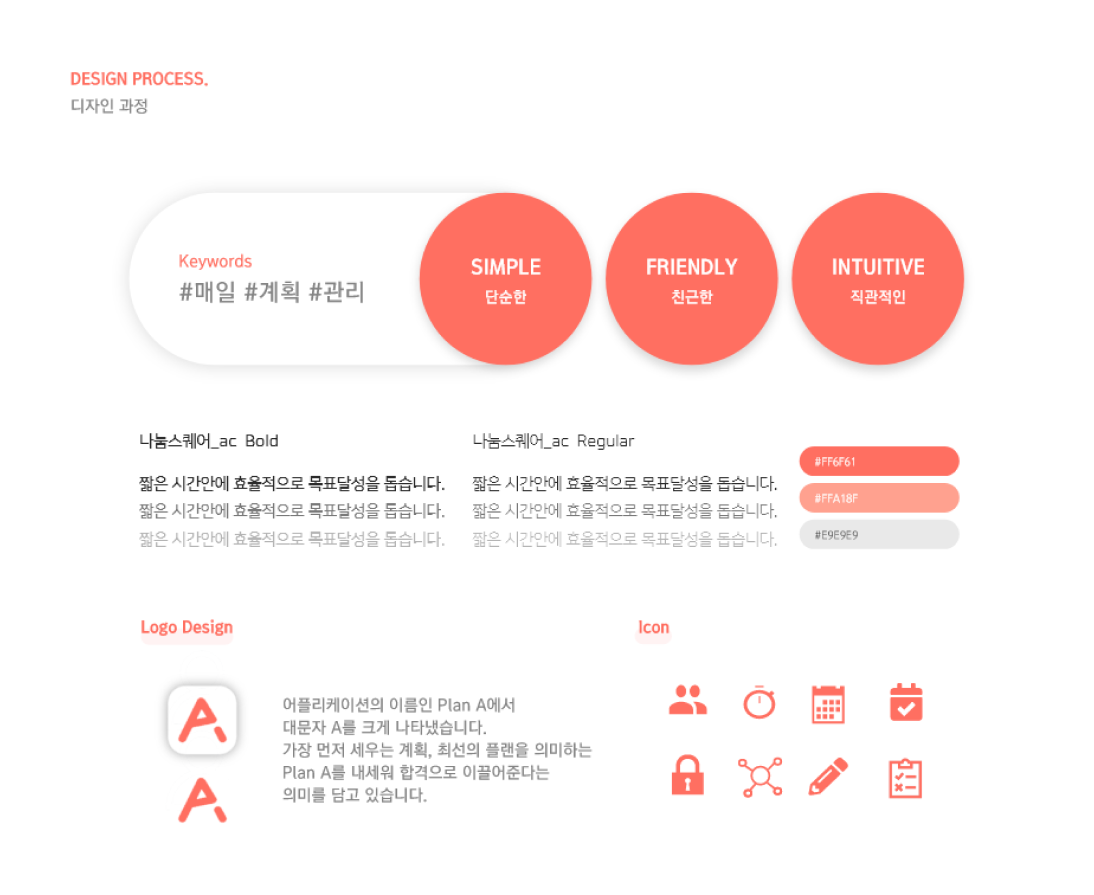 DESIGN PROCESS.
디자인 과정
Keywords
#매일 #계획 #관리
SIMPLE
단순한
FRIENDLY
친근한
INTUITIVE
직관적인
나눔스퀘어_ac Bold
짧은 시간안에 효율적으로 목표달성을 돕습니다.
짧은 시간안에 효율적으로 목표달성을 돕습니다.
짧은 시간안에 효율적으로 목표달성을 돕습니다.
나눔스퀘어_ac Regular
짧은 시간안에 효율적으로 목표달성을 돕습니다.
짧은 시간안에 효율적으로 목표달성을 돕습니다.
짧은 시간안에 효율적으로 목표달성을 돕습니다.
#FF6F61
#FFA18F
#E9E9E9
Logo Design
어플리케이션의 이름인 Plan A에서
대문자 A를 크게 나타냈습니다.
가장 먼저 세우는 계획, 최선의 플랜을 의미하는
Plan A를 내세워 합격으로 이끌어준다는
의미를 담고 있습니다.
Icon